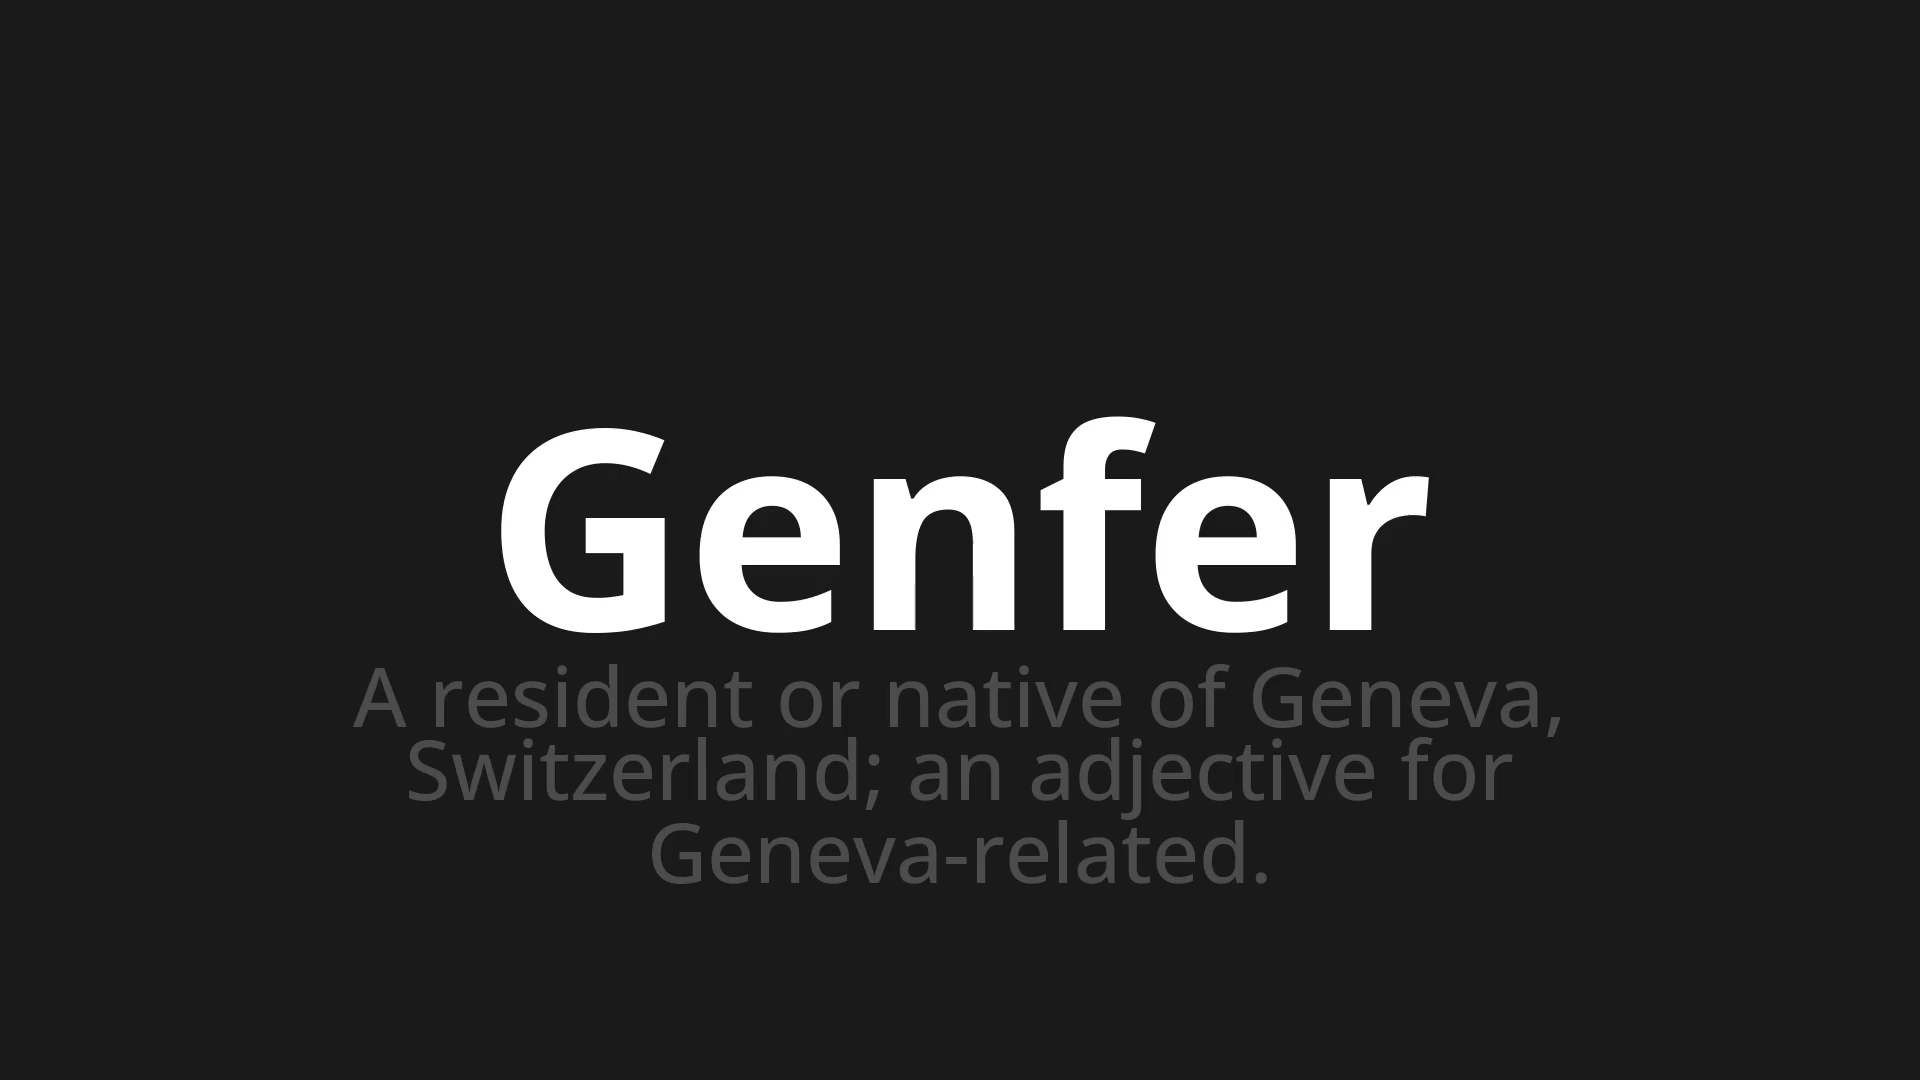 Genfer
A resident or native of Geneva,
Switzerland; an adjective for
Geneva-related.